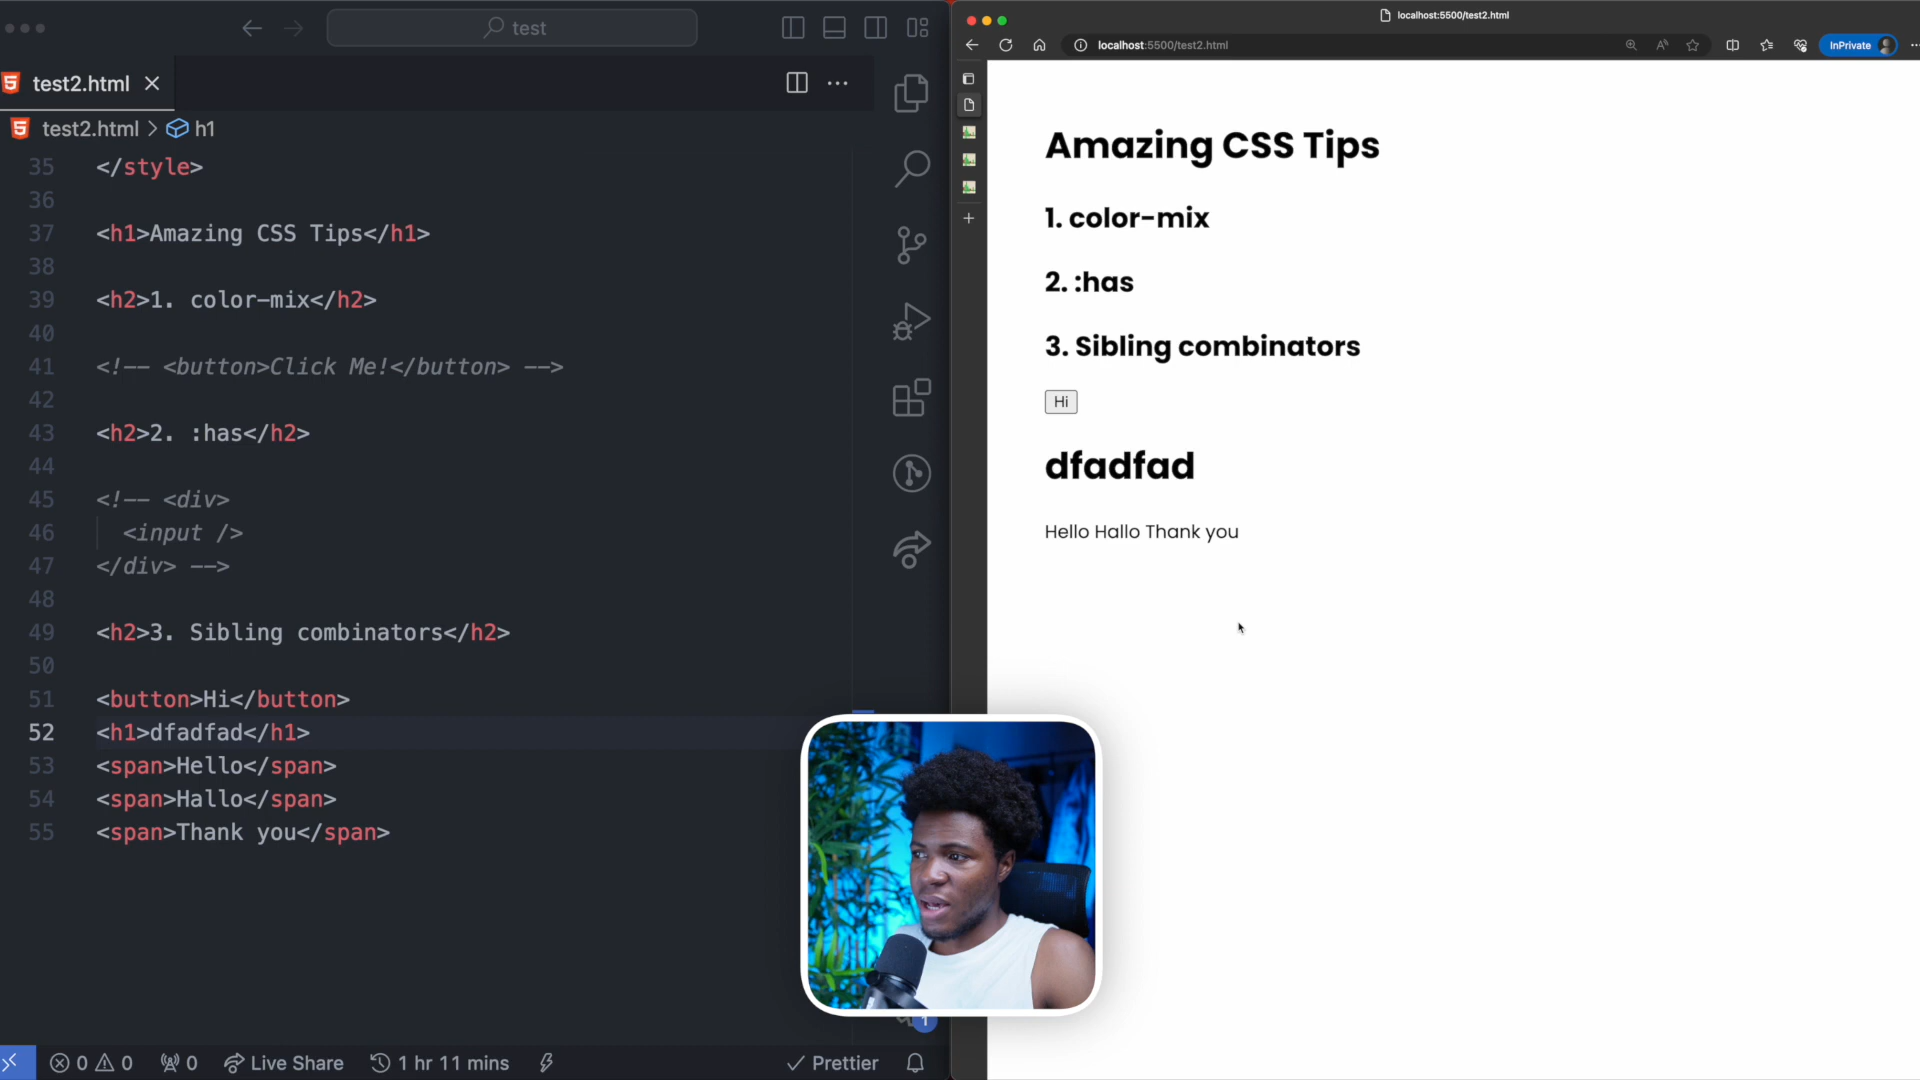 test
test2.html
test2.html > h1
35 </style>
36
37 <h1>Amazing CSS Tips</h1>
38
39 <h2>1. color-mix</h2>
40
41 <!-- <button>Click Me!</button> -->
42
43 <h2>2. :has</h2>
44
45 <!-- <div>
46 <input />
47 </div> -->
48
49 <h2>3. Sibling combinators</h2>
50
51 <button>Hi</button>
52 <h1>dfadfad</h1>
53 <span>Hello</span>
54 <span>Hallo</span>
55 <span>Thank you</span>
1
0 0 0 Live Share 1 hr 11 mins Prettier
localhost:5500/test2.html
localhost:5500/test2.html
InPrivate
Amazing CSS Tips
1. color-mix
2. :has
3. Sibling combinators
Hi
dfadfad
Hello Hallo Thank you